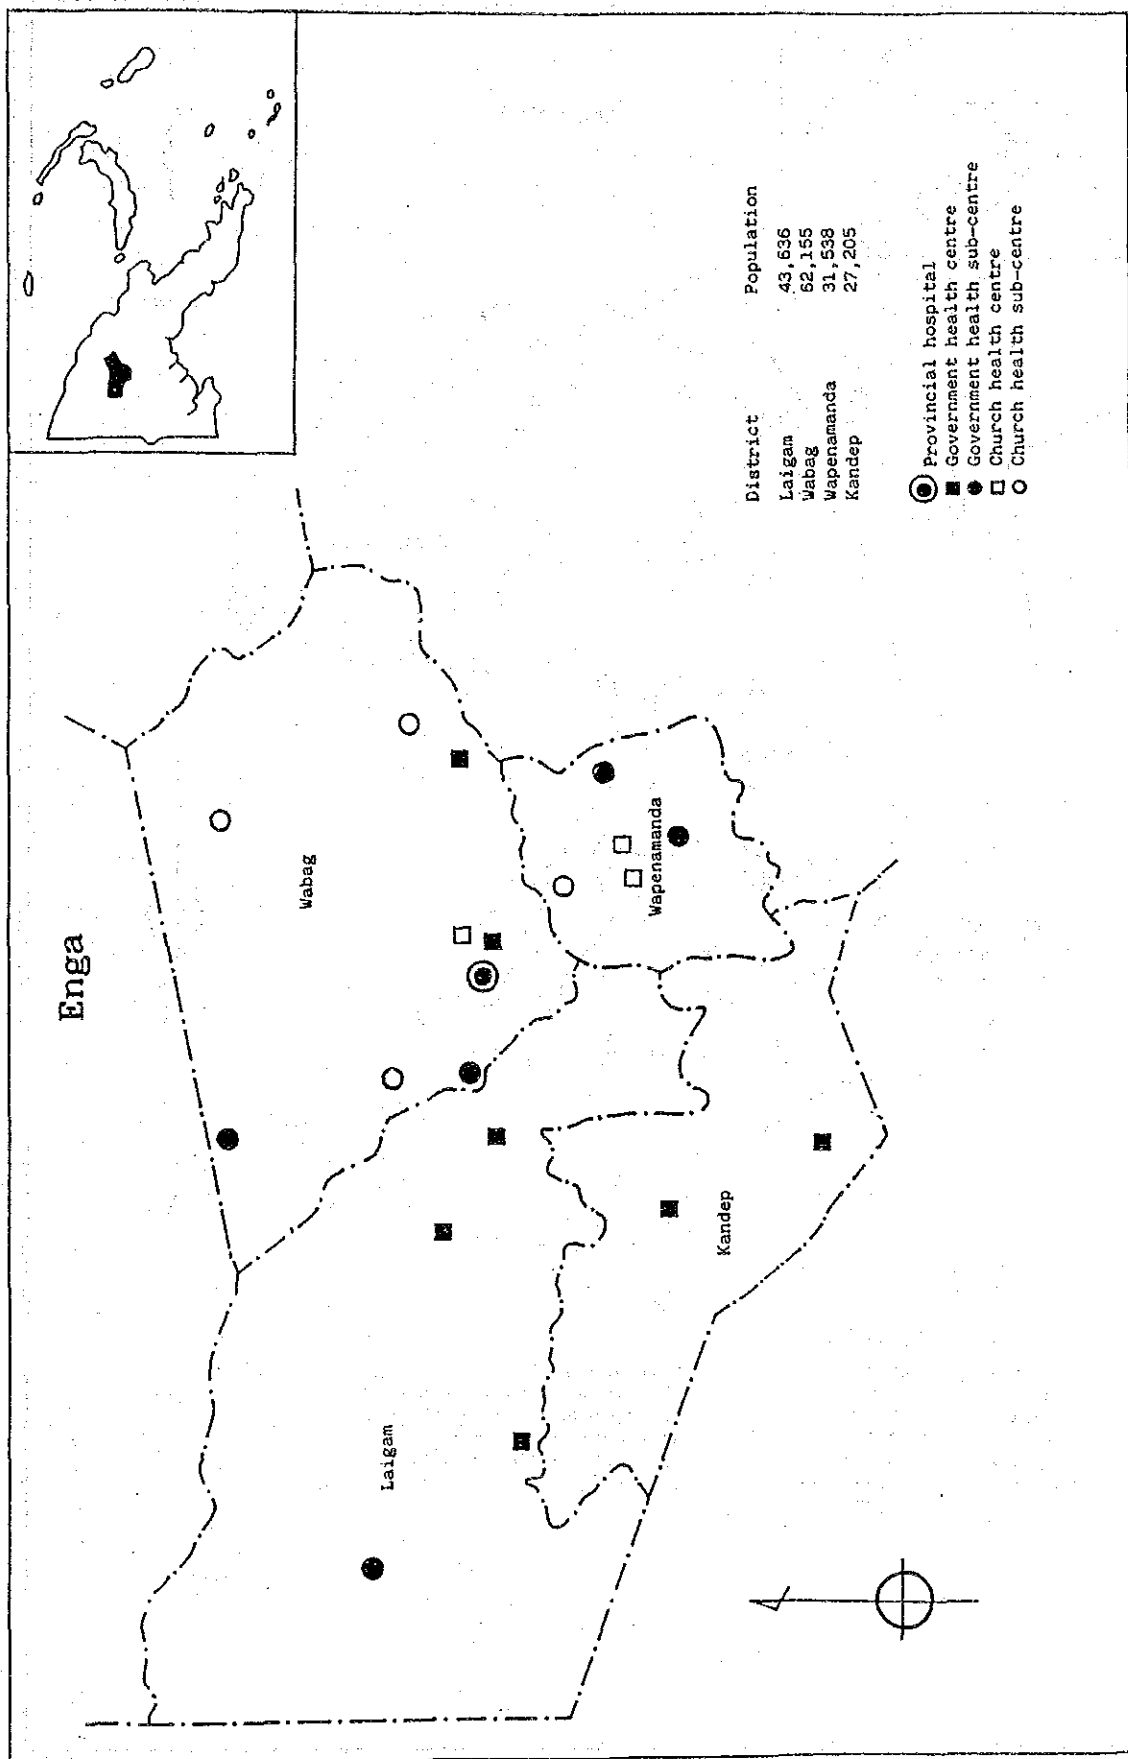 Enga
Wabag
Laigam
Wapenamanda
Kandep
District Population
Laigam 43,636
Wabag 62,155
Wapenamanda 31,538
Kandep 27,205
Provincial hospital
Government health centre
Government health sub-centre
Church health centre
Church health sub-centre